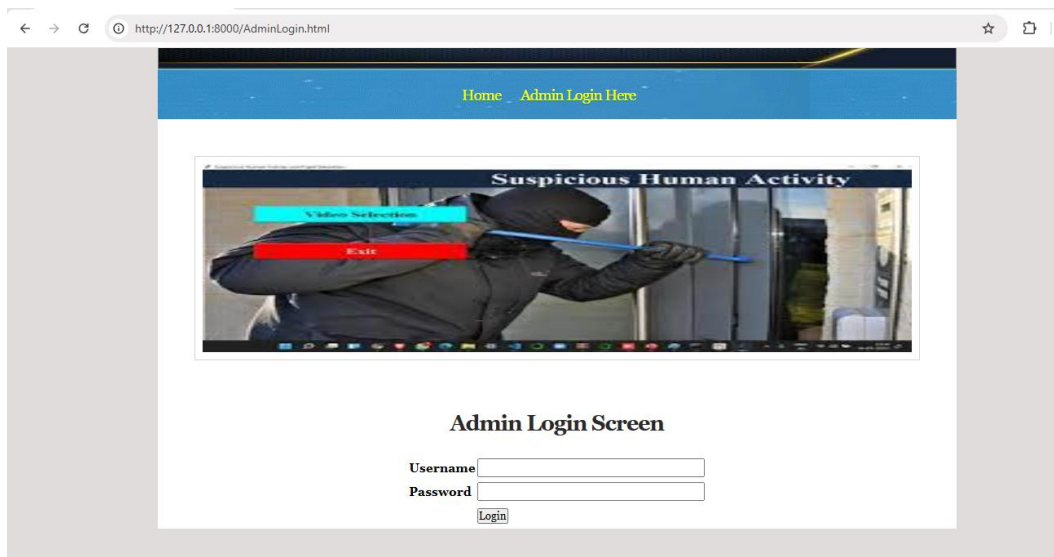 http://127.0.0.1:8000/AdminLogin.html
Home Admin Login Here
Suspicious Human Activity
Video Selection
Exit
Admin Login Screen
Username
Password
Login